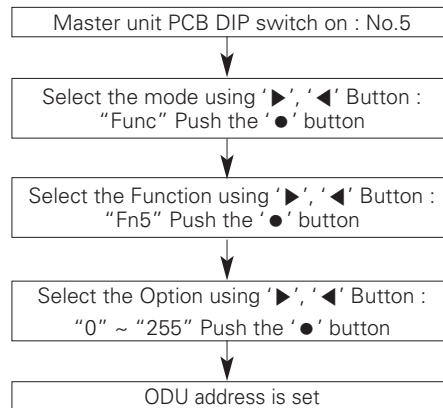 Master unit PCB DIP switch on : No.5
Select the mode using ‘▶’, ‘◀’ Button :
“Func” Push the ‘●’ button
Select the Function using ‘▶’, ‘◀’ Button :
“Fn5” Push the ‘●’ button
Select the Option using ‘▶’, ‘◀’ Button :
“0” ~ “255” Push the ‘●’ button
ODU address is set